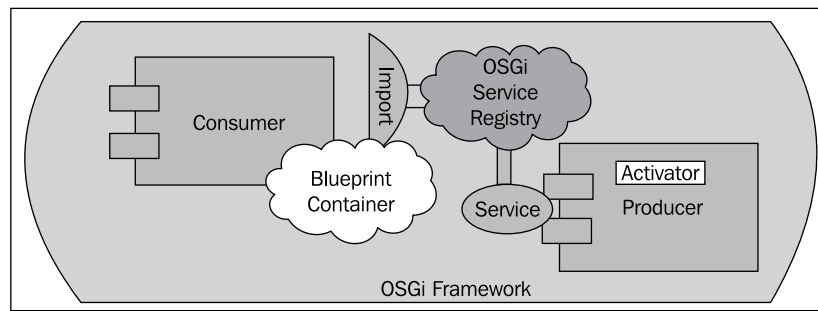 Consumer
Import
OSGi
Service
Registry
Blueprint
Container
Service
Activator
Producer
OSGi Framework